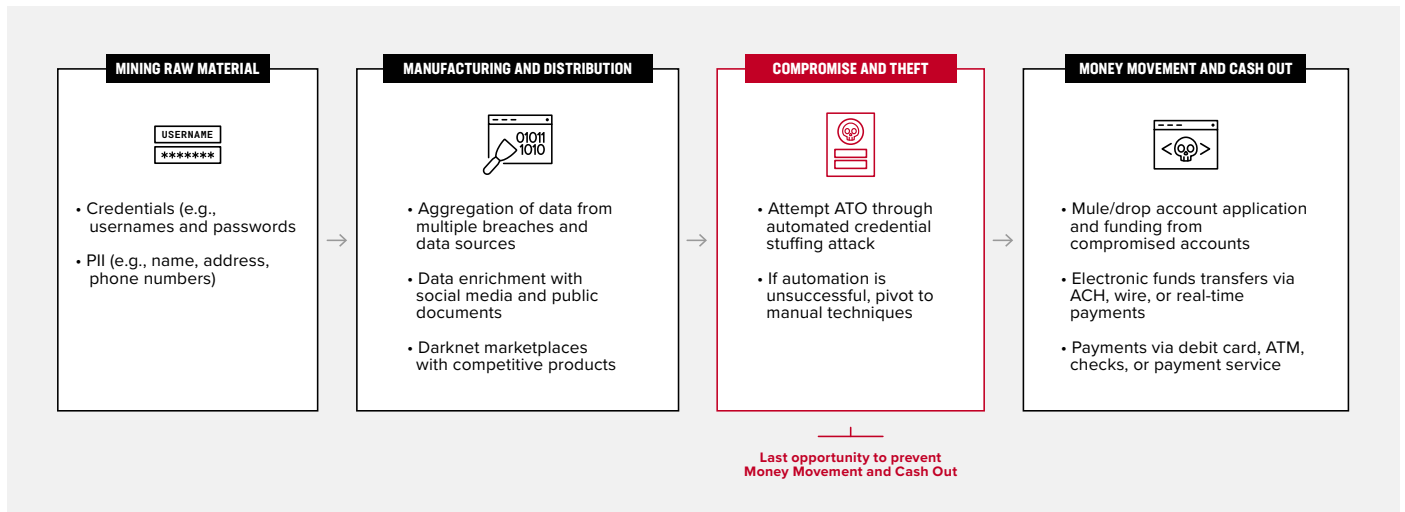 MINING RAW MATERIAL
USERNAME
*******
• Credentials (e.g.,
usernames and passwords
• PII (e.g., name, address,
phone numbers)
MANUFACTURING AND DISTRIBUTION
01011
1010
• Aggregation of data from
multiple breaches and
data sources
• Data enrichment with
social media and public
documents
• Darknet marketplaces
with competitive products
COMPROMISE AND THEFT
• Attempt ATO through
automated credential
stuffing attack
• If automation is
unsuccessful, pivot to
manual techniques
Last opportunity to prevent
Money Movement and Cash Out
MONEY MOVEMENT AND CASH OUT
• Mule/drop account application
and funding from
compromised accounts
• Electronic funds transfers via
ACH, wire, or real-time
payments
• Payments via debit card, ATM,
checks, or payment service